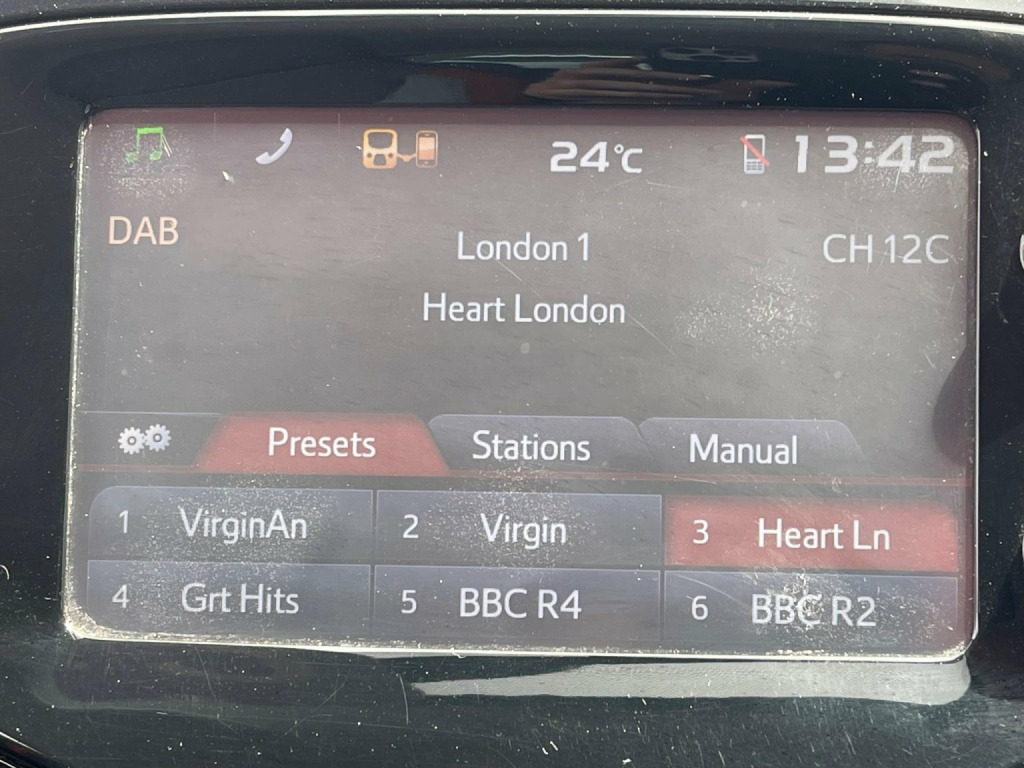 24°C 13:42
DAB
London 1
CH 12C
Heart London
Presets Stations Manual
1 VirginAn 2 Virgin 3 Heart Ln
4 Grt Hits 5 BBC R4 6 BBC R2